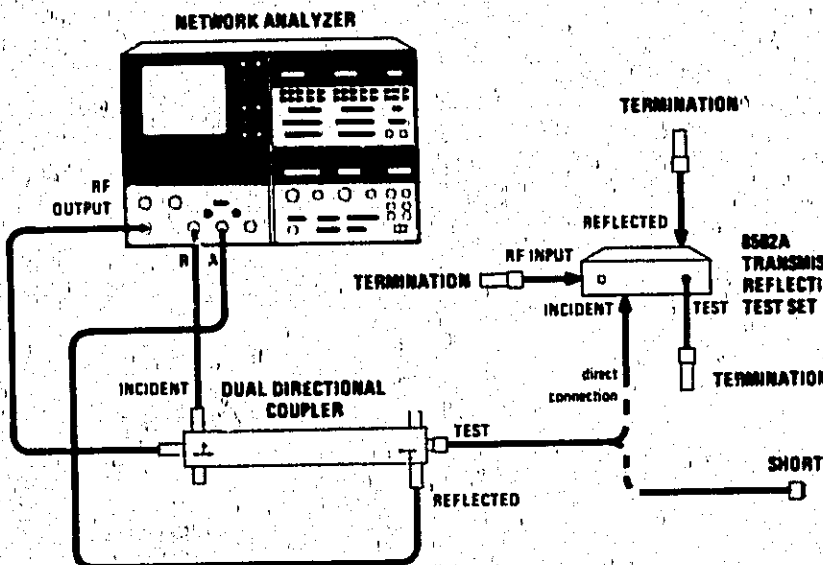 NETWORK ANALYZER
TERMINATION
RF
OUTPUT
R
A
REFLECTED
RF INPUT
TERMINATION
INCIDENT
TEST
8502A
REFLECTI
TEST SET
direct
connection
TERMINATION
INCIDENT
DUAL DIRECTIONAL
COUPLER
TEST
SHORT
REFLECTED